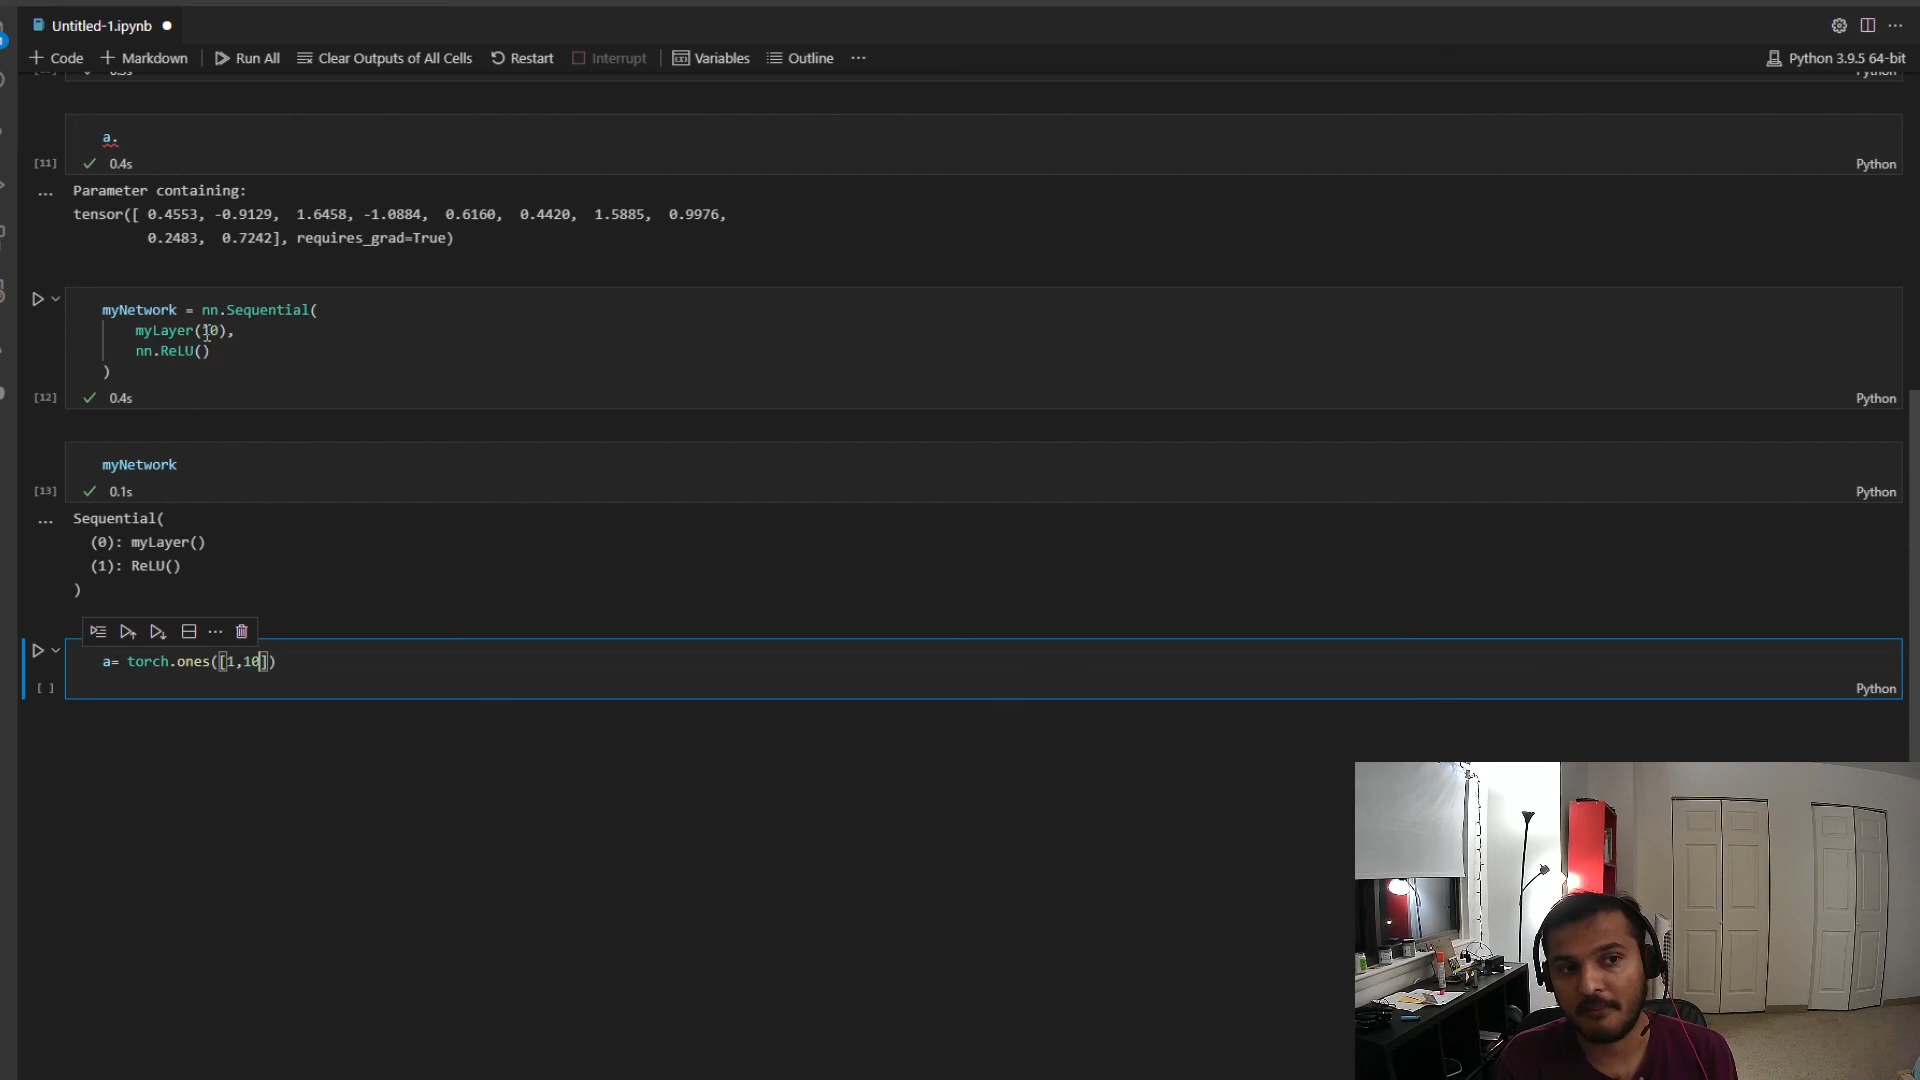 Untitled-1.ipynb
Code
Markdown
Run All
Clear Outputs of All Cells
Restart
Interrupt
Variables
Outline
Python 3.9.5 64-bit
a.
[11]
0.4s
Python
Parameter containing:
tensor([ 0.4553, -0.9129, 1.6458, -1.0884, 0.6160, 0.4420, 1.5885, 0.9976,
0.2483, 0.7242], requires_grad=True)
myNetwork = nn.Sequential(
myLayer(10),
nn.ReLU()
)
[12]
0.4s
Python
myNetwork
[13]
0.1s
Python
Sequential(
(0): myLayer()
(1): ReLU()
)
a= torch.ones([1,10])
[ ]
Python